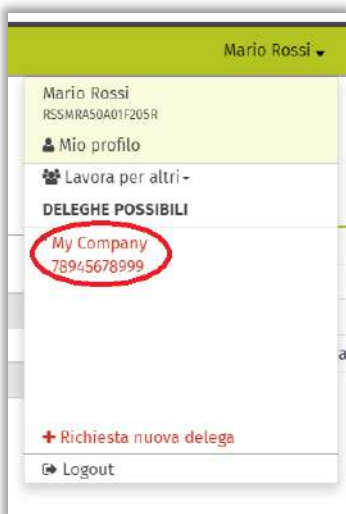 Mario Rossi
Mario Rossi
RSSMRA50A01F205R
Mio profilo
Lavora per altri
DELEGHE POSSIBILI
My Company
78945678999
a
+ Richiesta nuova delega
Logout